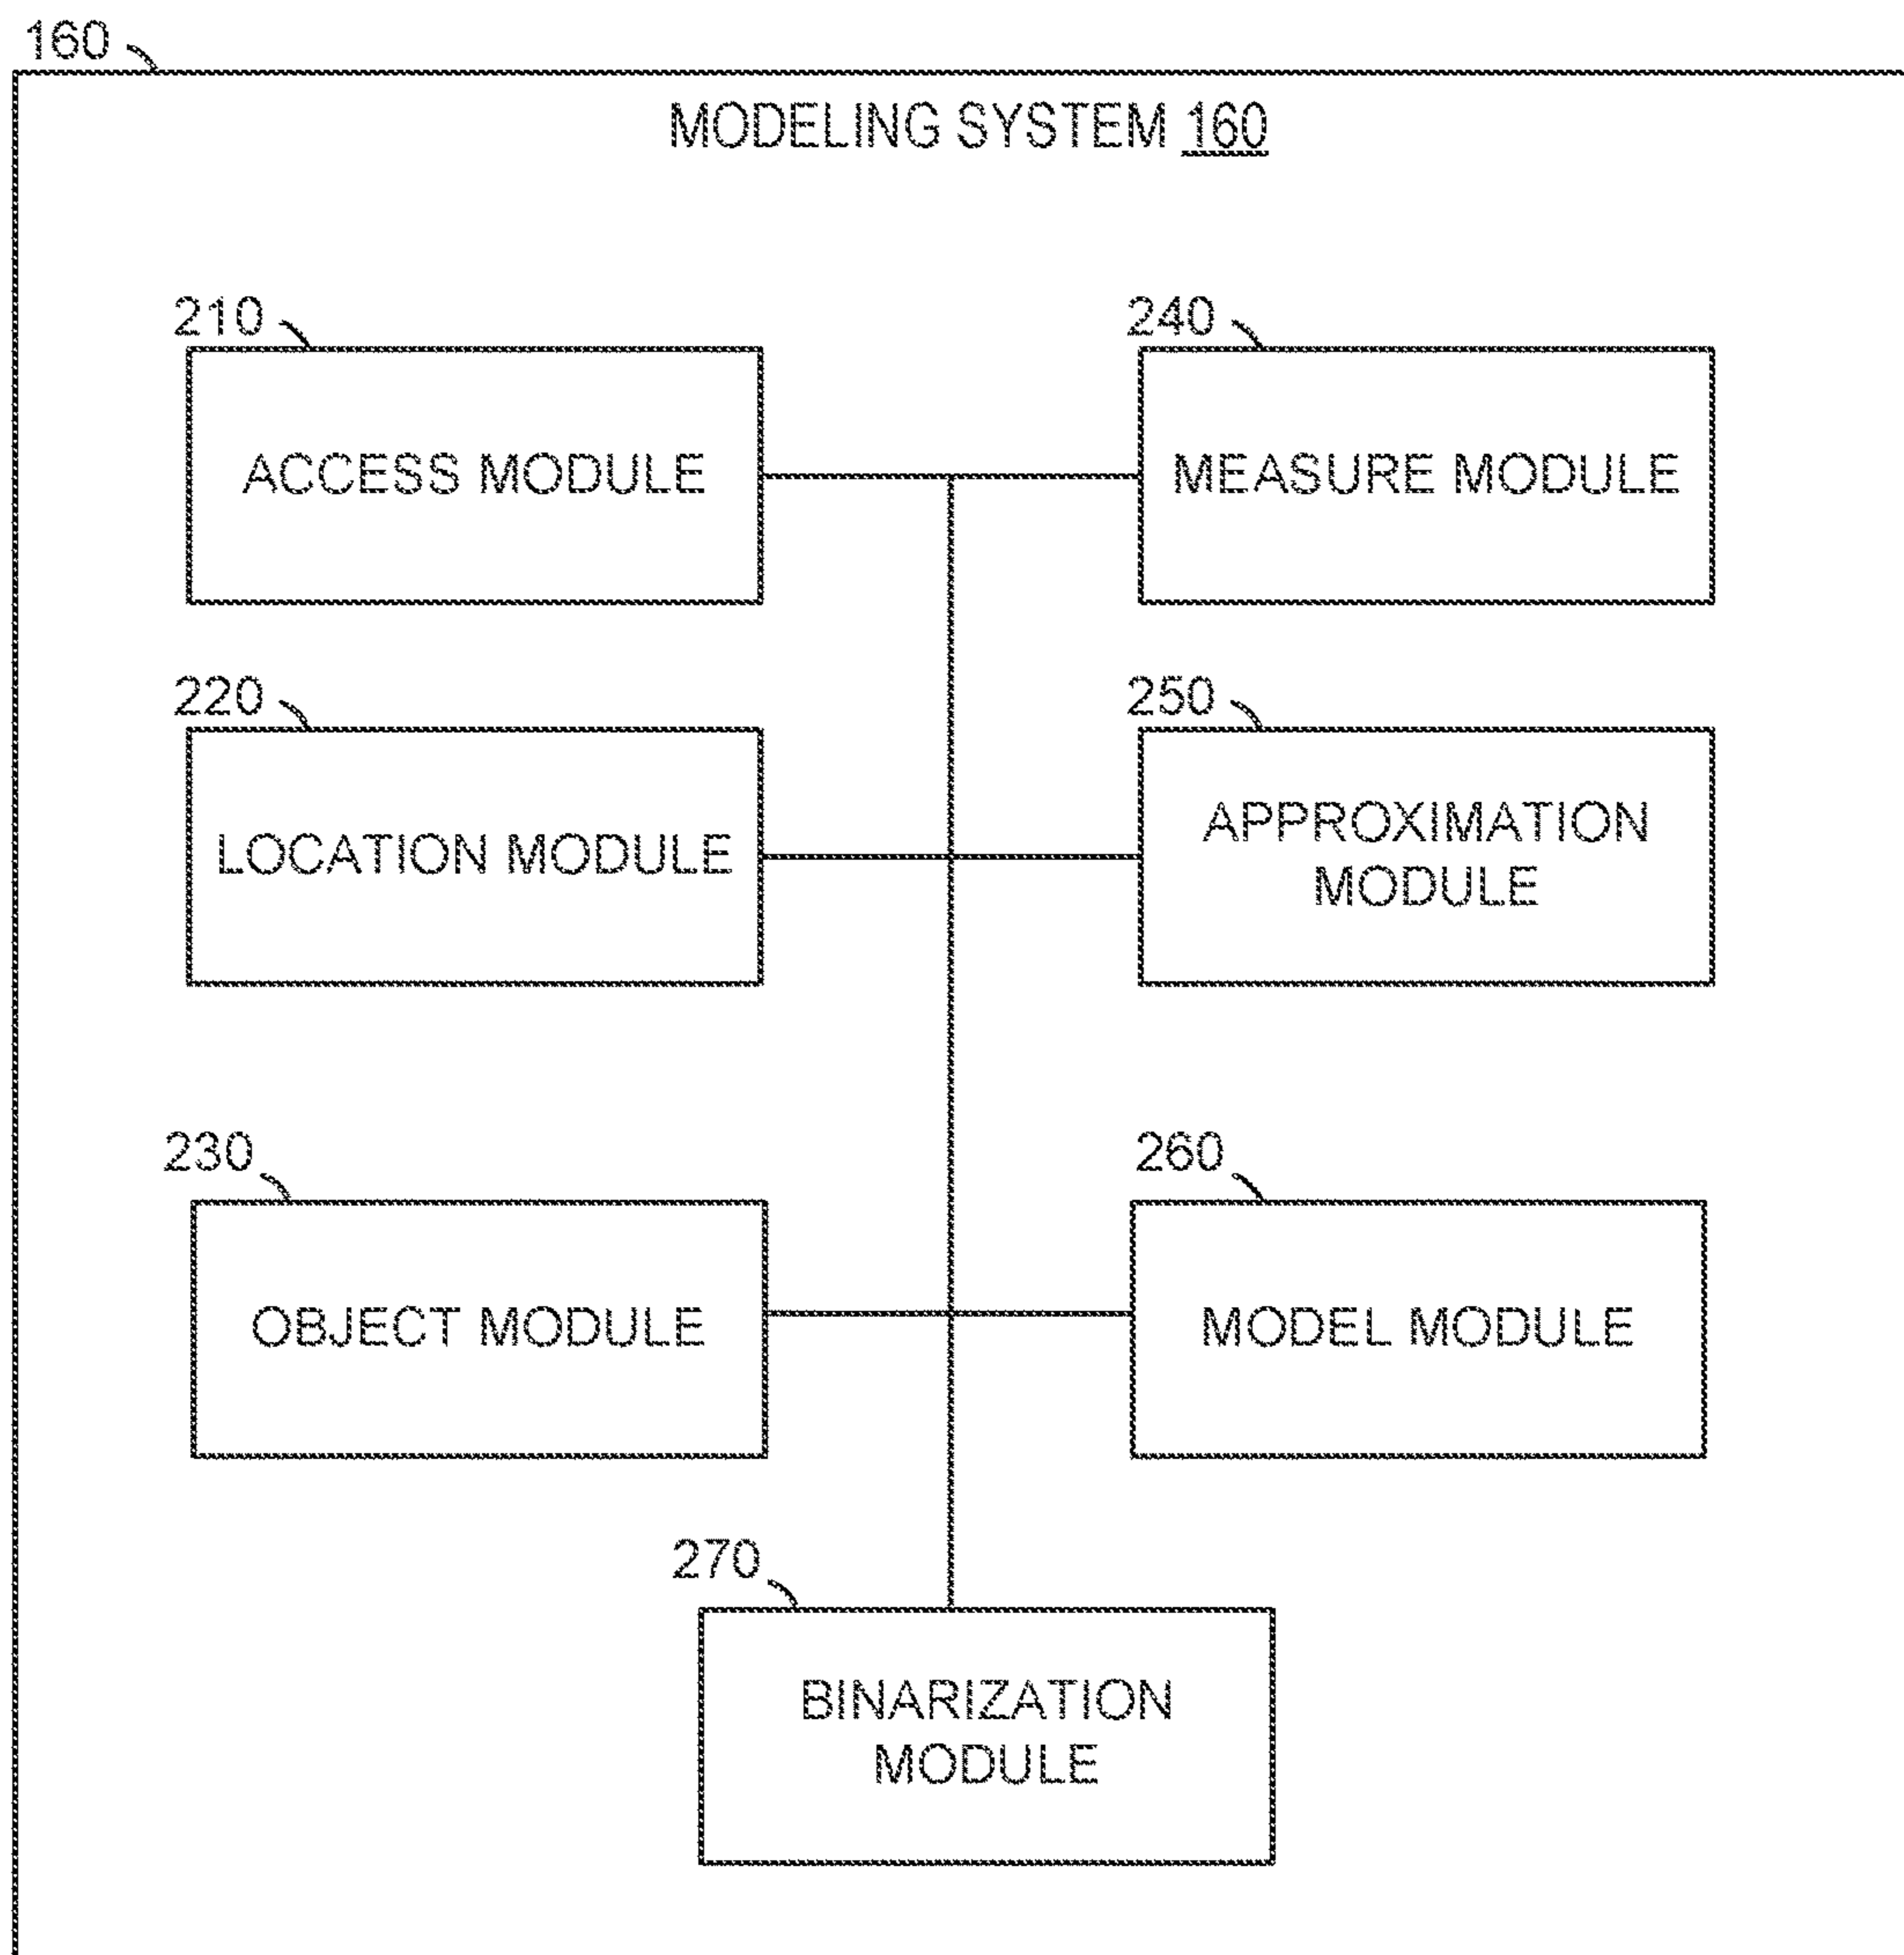 160
MODELING SYSTEM 160
210
ACCESS MODULE
240
MEASURE MODULE
220
LOCATION MODULE
250
APPROXIMATION
MODULE
230
OBJECT MODULE
260
MODEL MODULE
270
BINARIZATION
MODULE